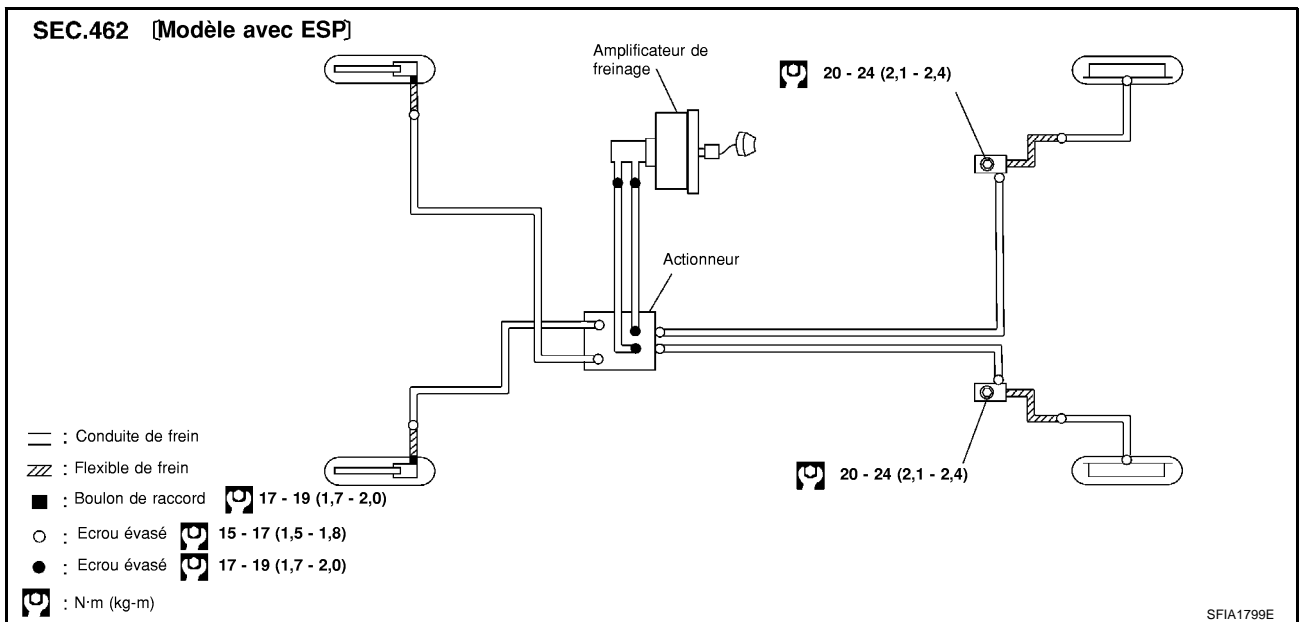 SEC.462 [Modèle avec ESP]
Amplificateur de
freinage
20 - 24 (2,1 - 2,4)
Actionneur
20 - 24 (2,1 - 2,4)
: Conduite de frein
: Flexible de frein
: Boulon de raccord 17 - 19 (1,7 - 2,0)
: Ecrou évasé 15 - 17 (1,5 - 1,8)
: Ecrou évasé 17 - 19 (1,7 - 2,0)
: N·m (kg-m)
SFIA1799E